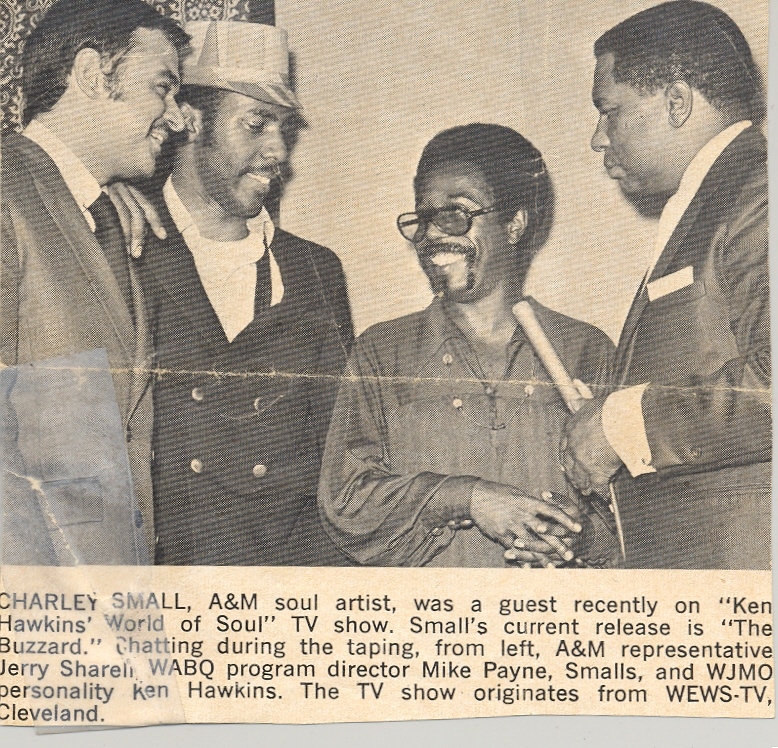 CHARLEY SMALL, A&M soul artist, was a guest recently on "Ken
Hawkins' World of Soul" TV show. Small's current release is "The
Buzzard." Chatting during the taping, from left, A&M representative
Jerry Sharell, WABQ program director Mike Payne, Smalls, and WJMO
personality Ken Hawkins. The TV show originates from WEWS-TV,
Cleveland.